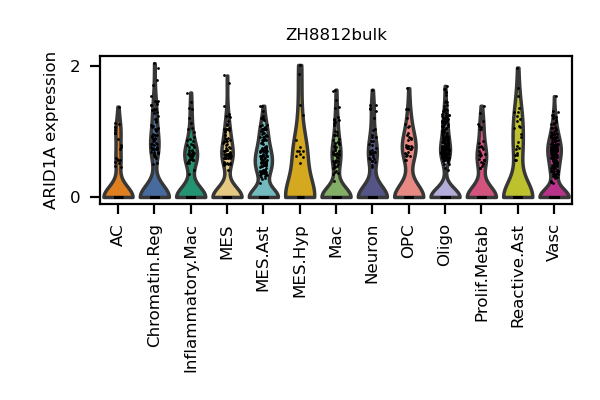 ZH8812bulk
ARID1A expression
2
0
AC
Chromatin.Reg
Inflammatory.Mac
MES
MES.Ast
MES.Hyp
Mac
Neuron
OPC
Oligo
Prolif.Metab
Reactive.Ast
Vasc